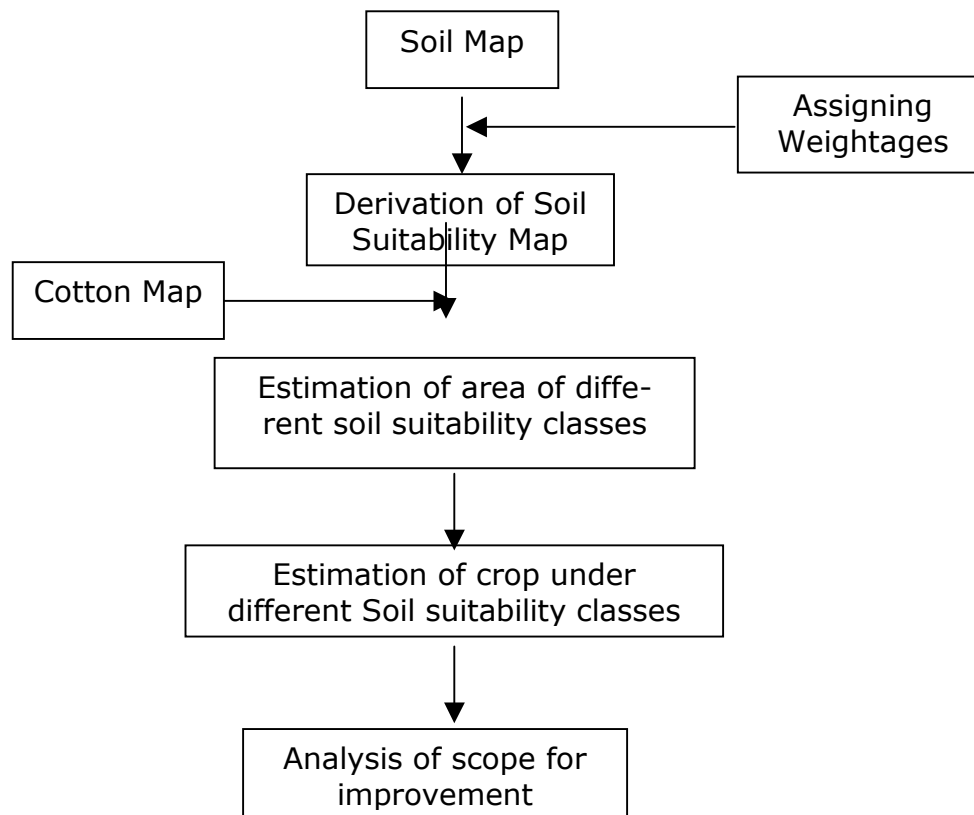 Soil Map
Assigning
Weightages
Derivation of Soil
Suitability Map
Cotton Map
Estimation of area of diffe-
rent soil suitability classes
Estimation of crop under
different Soil suitability classes
Analysis of scope for
improvement